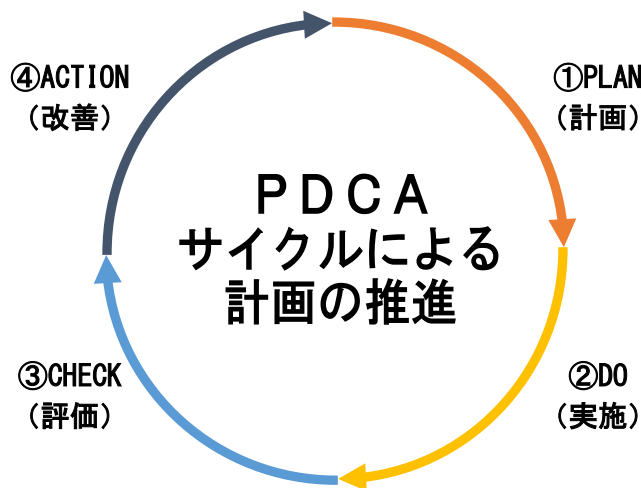 ④ACTION
（改善）
①PLAN
（計画）
ＰＤＣＡ
サイクルによる
計画の推進
③CHECK
（評価）
②DO
（実施）